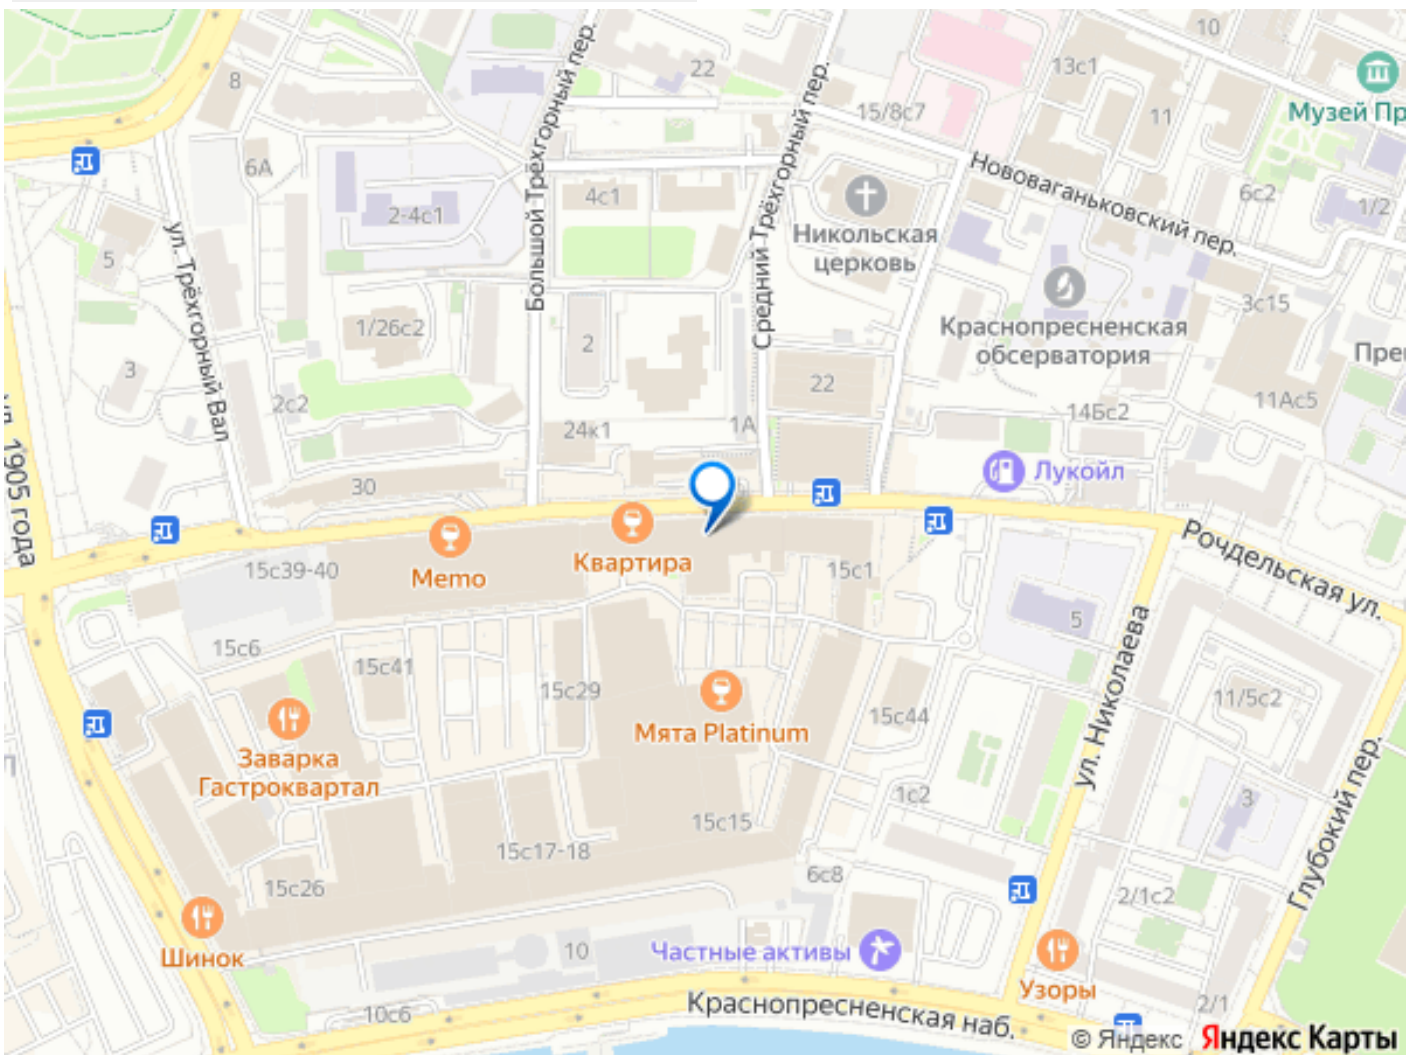 10
22
8
13с1
Музей Пр
15/8с7
11
Большой Трёхгорный пер.
Средний Трёхгорный пер.
6А
Нововаганьковский пер.
4с1
6с2
2-4с1
1/2
Никольская
церковь
ул. Трёхгорный Вал
5
3с15
1/26с2
Краснопресненская
обсерватория
2
Пре
3
22
11Ас5
2с2
14Бс2
24к1
1А
Лукойл
30
ул. 1905 года
Рочдельская ул.
Квартира
Memo
15с39-40
15с1
5
15с6
15с41
15с29
ул. Николаева
11/5с2
Мята Platinum
15с44
Заварка
Гастроквартал
Глубокий пер.
1с2
3
15с15
15с17-18
6с8
15с26
2/1с2
Шинок
10
Частные активы
Узоры
10с6
Краснопресненская наб.
2/1
© Яндекс Яндекс Карты